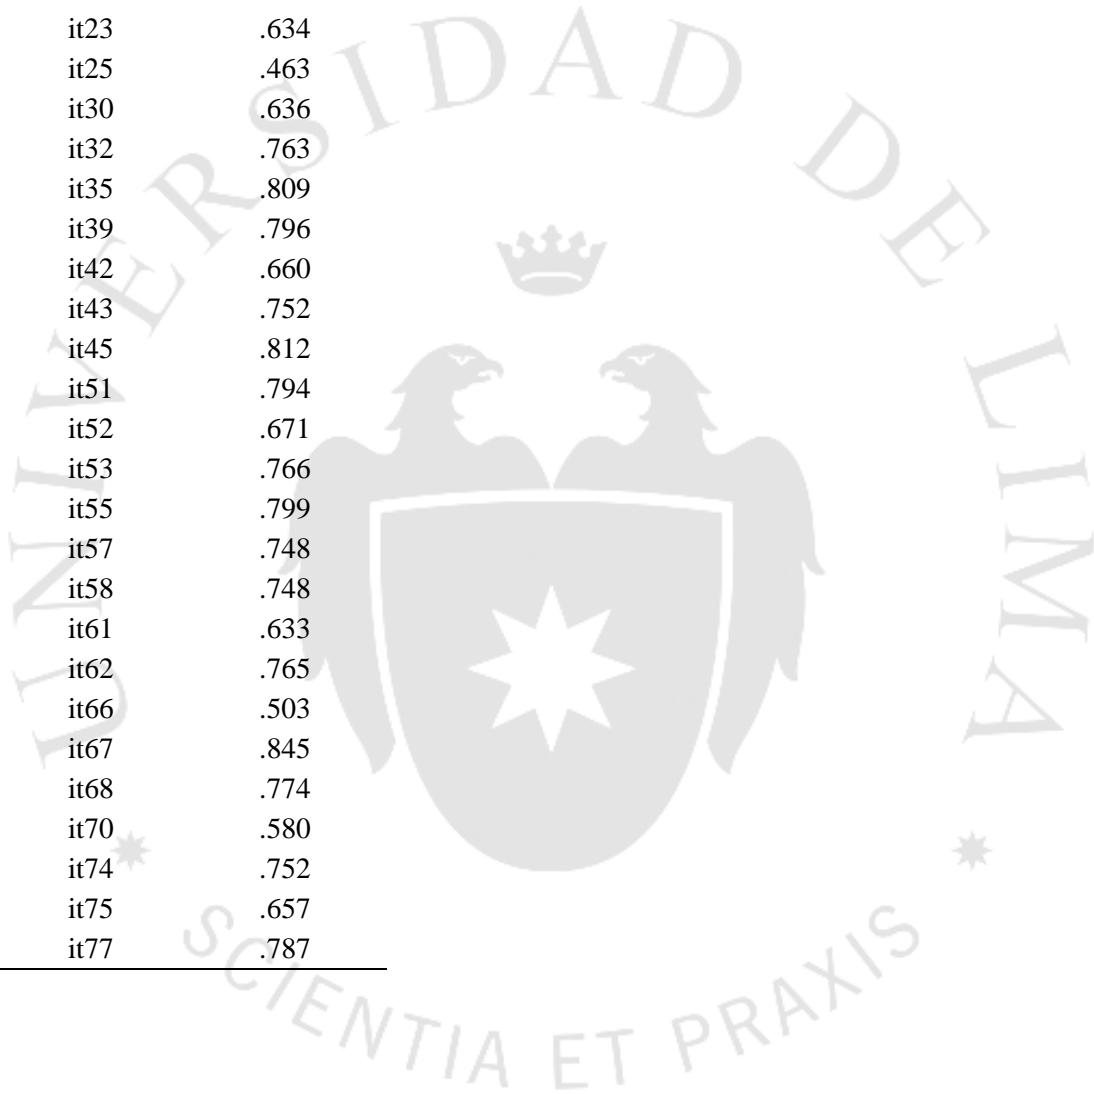 it23 .634
it25 .463
it30 .636
it32 .763
it35 .809
it39 .796
it42 .660
it43 .752
it45 .812
it51 .794
it52 .671
it53 .766
it55 .799
it57 .748
it58 .748
it61 .633
it62 .765
it66 .503
it67 .845
it68 .774
it70 .580
it74 .752
it75 .657
it77 .787
UNIVERSIDAD DE LIMA
SCIENTIA ET PRAXIS